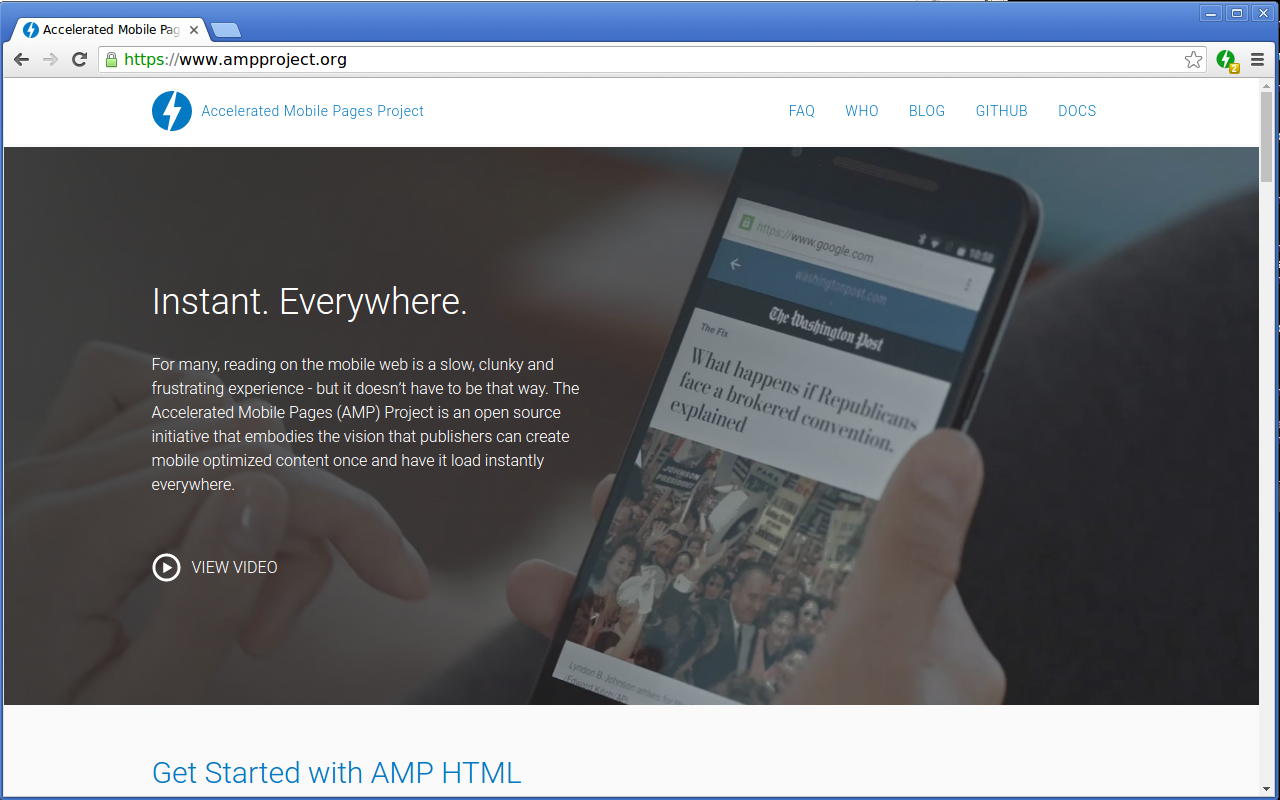 Accelerated Mobile Pag
https://www.ampproject.org
2
Accelerated Mobile Pages Project
FAQ WHO BLOG GITHUB DOCS
https://www.google.com
10:58
washingtonpost.com
The Washington Post
The Fix
What happens if Republicans
face a brokered convention,
explained
JOHNSON
PRESIDENT
Lyndon B. Johnson arrives for
Instant. Everywhere.
For many, reading on the mobile web is a slow, clunky and
frustrating experience - but it doesn’t have to be that way. The
Accelerated Mobile Pages (AMP) Project is an open source
initiative that embodies the vision that publishers can create
mobile optimized content once and have it load instantly
everywhere.
VIEW VIDEO
Get Started with AMP HTML